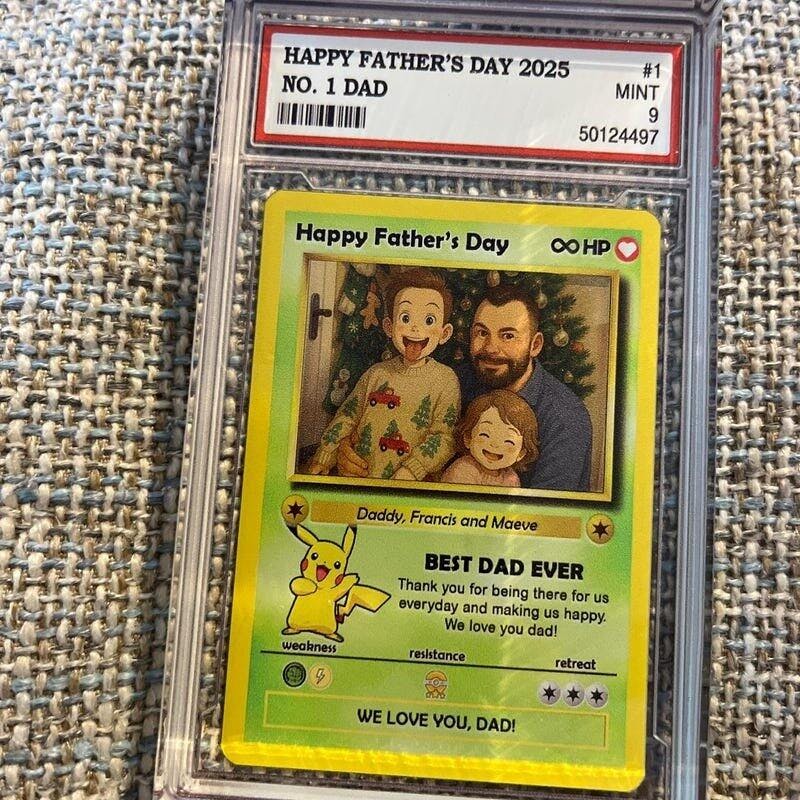 HAPPY FATHER'S DAY 2025 #1
NO. 1 DAD MINT
9
50124497
Happy Father's Day ∞ HP
Daddy, Francis and Maeve
BEST DAD EVER
Thank you for being there for us
everyday and making us happy.
We love you dad!
weakness resistance retreat
WE LOVE YOU, DAD!